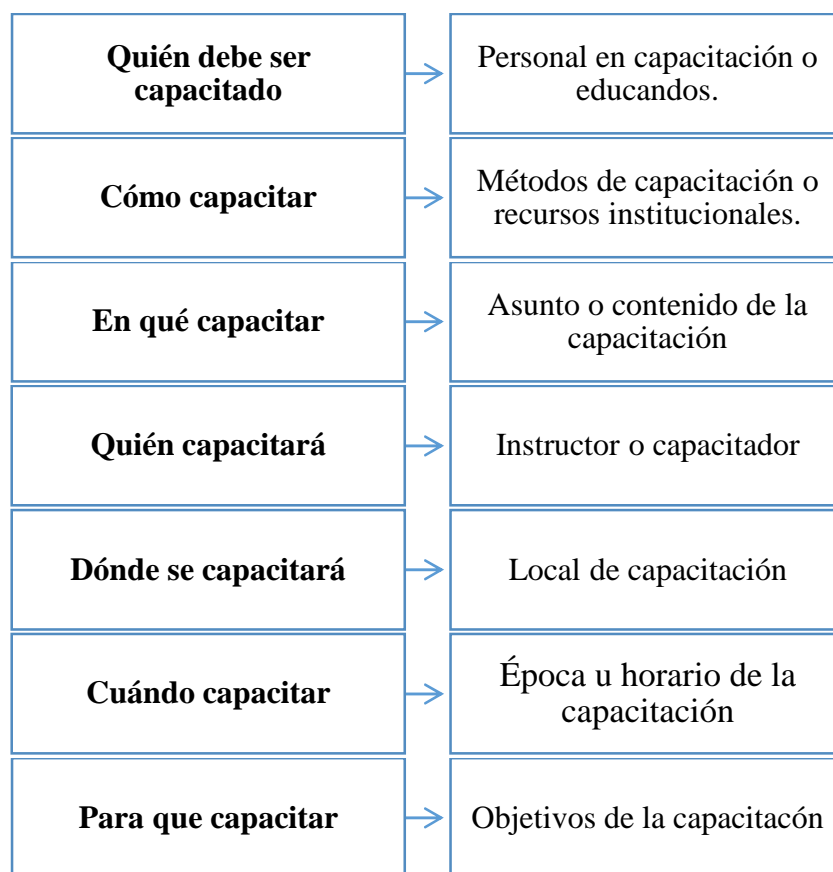 Quién debe ser
capacitado
Personal en capacitación o
educandos.
Cómo capacitar
Métodos de capacitación o
recursos institucionales.
En qué capacitar
Asunto o contenido de la
capacitación
Quién capacitará
Instructor o capacitador
Dónde se capacitará
Local de capacitación
Cuándo capacitar
Época u horario de la
capacitación
Para que capacitar
Objetivos de la capacitacón